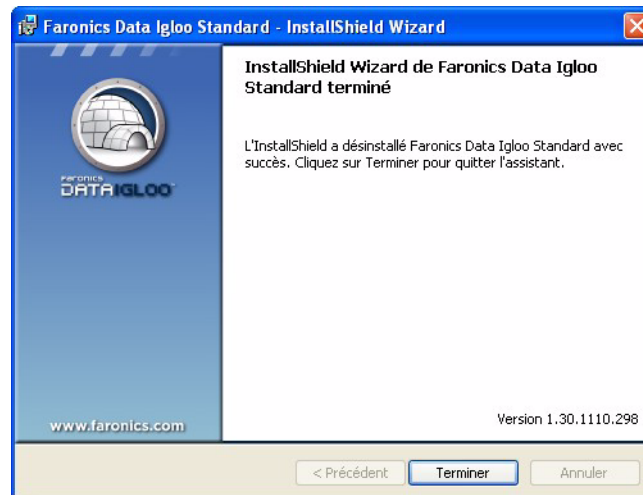 Faronics Data Igloo Standard - InstallShield Wizard
InstallShield Wizard de Faronics Data Igloo
Standard terminé
L'InstallShield a désinstallé Faronics Data Igloo Standard avec
succès. Cliquez sur Terminer pour quitter l'assistant.
FARONICS
DATA IGLOO
Version 1.30.1110.298
www.faronics.com
< Précédent
Terminer
Annuler